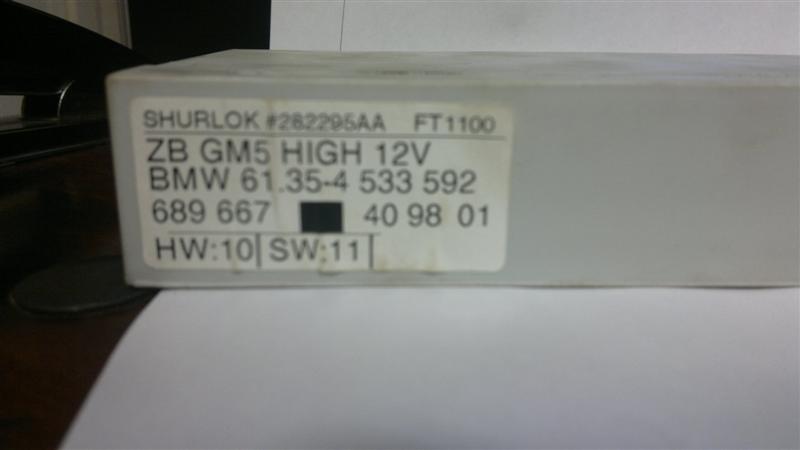 SHURLOK #282295AA FT1100
ZB GM5 HIGH 12V
BMW 61.35-4 533 592
689 667 40 98 01
HW:10 SW:11